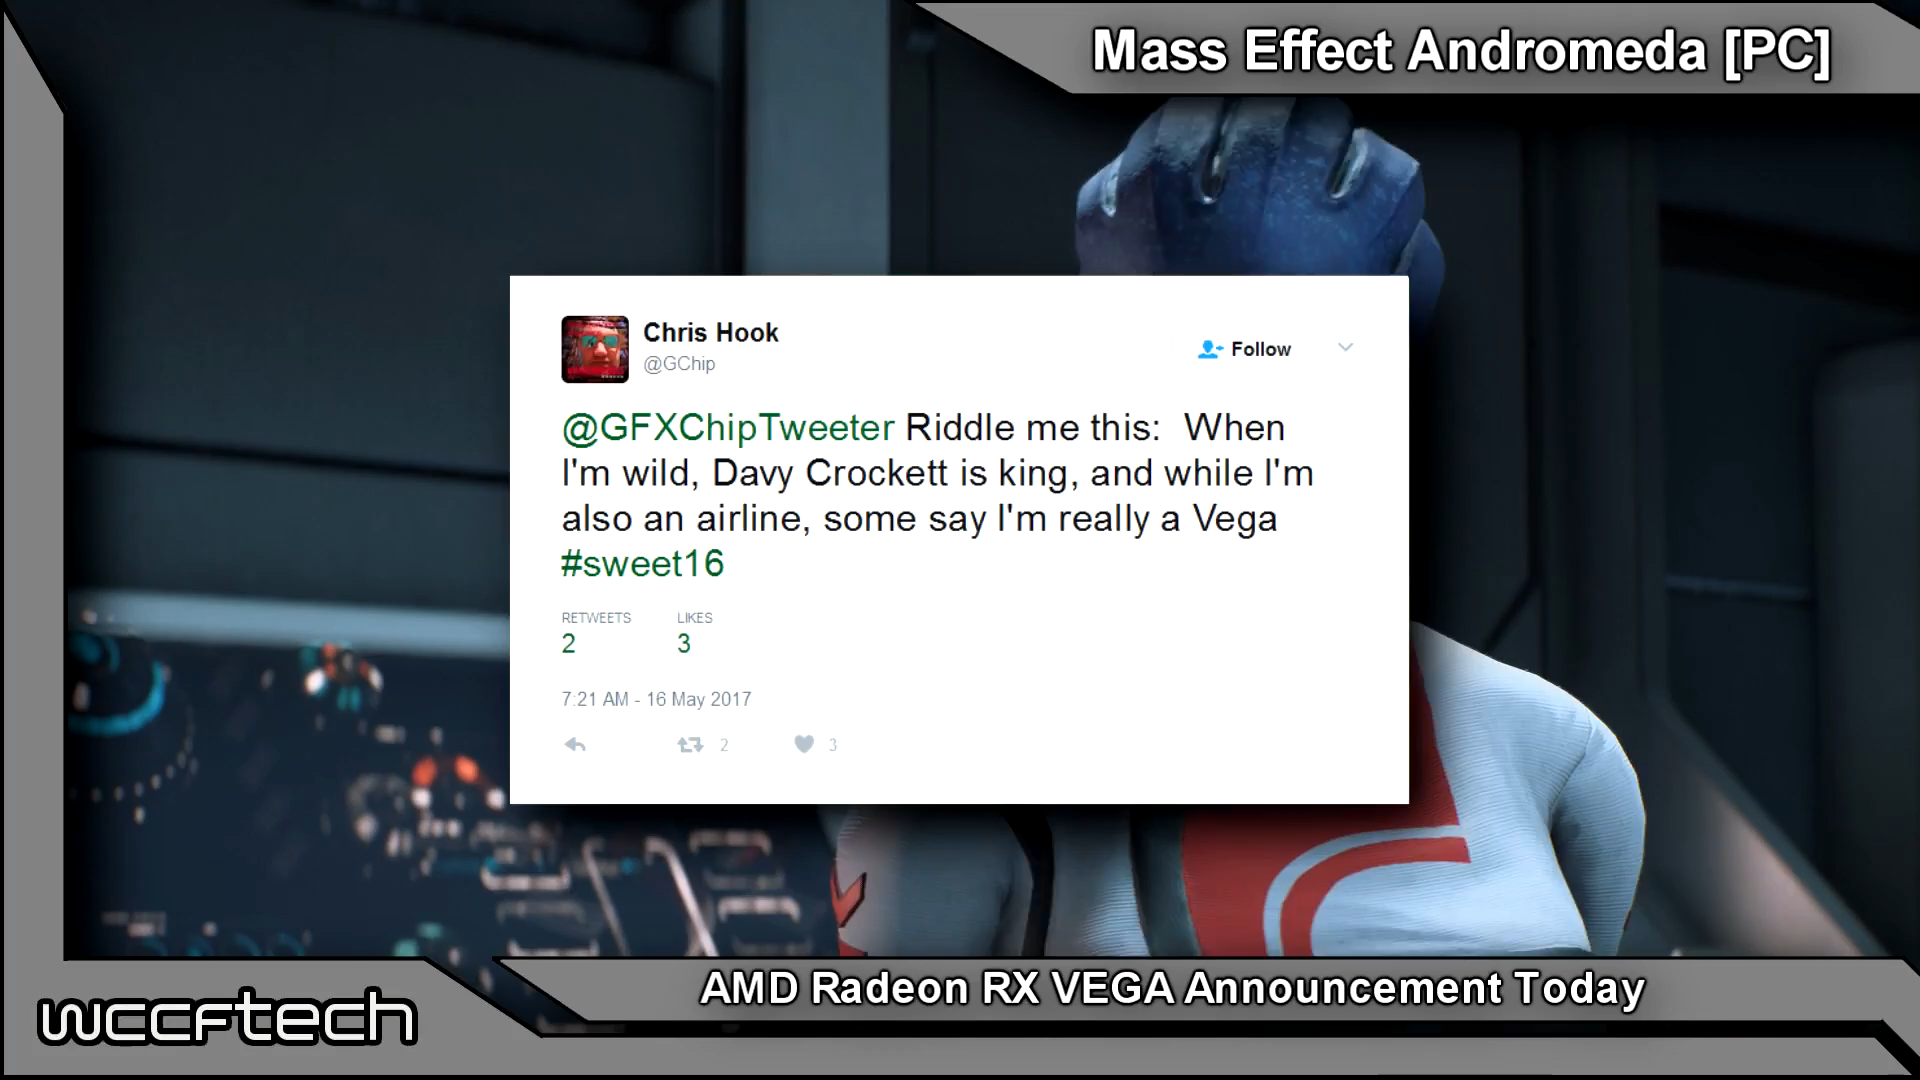 Mass Effect Andromeda [PC]
Chris Hook
@GChip
Follow
@GFXChipTweeter Riddle me this:  When
I'm wild, Davy Crockett is king, and while I'm
also an airline, some say I'm really a Vega
#sweet16
RETWEETS LIKES
2 3
7:21 AM - 16 May 2017
2 3
AMD Radeon RX VEGA Announcement Today
wccftech